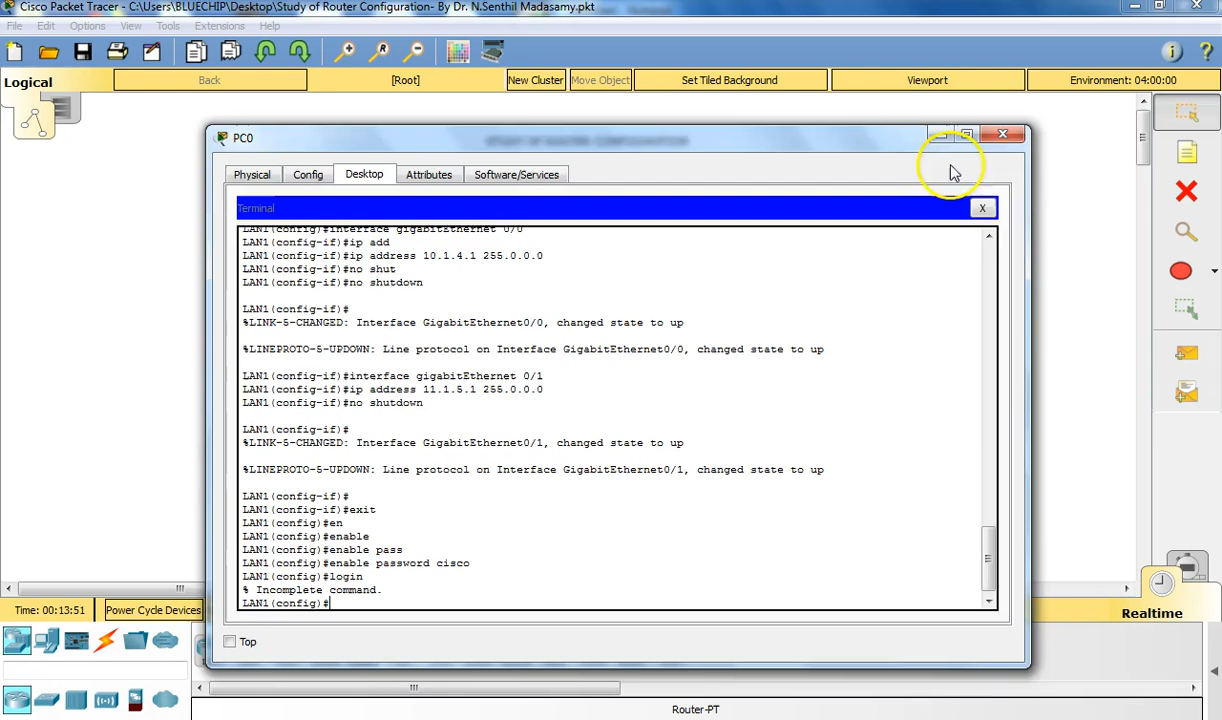 Cisco Packet Tracer - C:\Users\BLUECHIP\Desktop\Study of Router Configuration- By Dr. N.Senthil Madasamy.pkt
File Edit Options View Tools Extensions Help
Logical Back [Root] New Cluster Move Object Set Tiled Background Viewport Environment: 04:00:00
STUDY OF ROUTER CONFIGURATION
PC0
Physical Config Desktop Attributes Software/Services
Terminal X
LAN1(config)#interface gigabitEthernet 0/0
LAN1(config-if)#ip add
LAN1(config-if)#ip address 10.1.4.1 255.0.0.0
LAN1(config-if)#no shut
LAN1(config-if)#no shutdown
LAN1(config-if)#
%LINK-5-CHANGED: Interface GigabitEthernet0/0, changed state to up
%LINEPROTO-5-UPDOWN: Line protocol on Interface GigabitEthernet0/0, changed state to up
LAN1(config-if)#interface gigabitEthernet 0/1
LAN1(config-if)#ip address 11.1.5.1 255.0.0.0
LAN1(config-if)#no shutdown
LAN1(config-if)#
%LINK-5-CHANGED: Interface GigabitEthernet0/1, changed state to up
%LINEPROTO-5-UPDOWN: Line protocol on Interface GigabitEthernet0/1, changed state to up
LAN1(config-if)#
LAN1(config-if)#exit
LAN1(config)#en
LAN1(config)#enable
LAN1(config)#enable pass
LAN1(config)#enable password cisco
LAN1(config)#login
% Incomplete command.
LAN1(config)#
Top
Time: 00:13:51 Power Cycle Devices Realtime
Router-PT